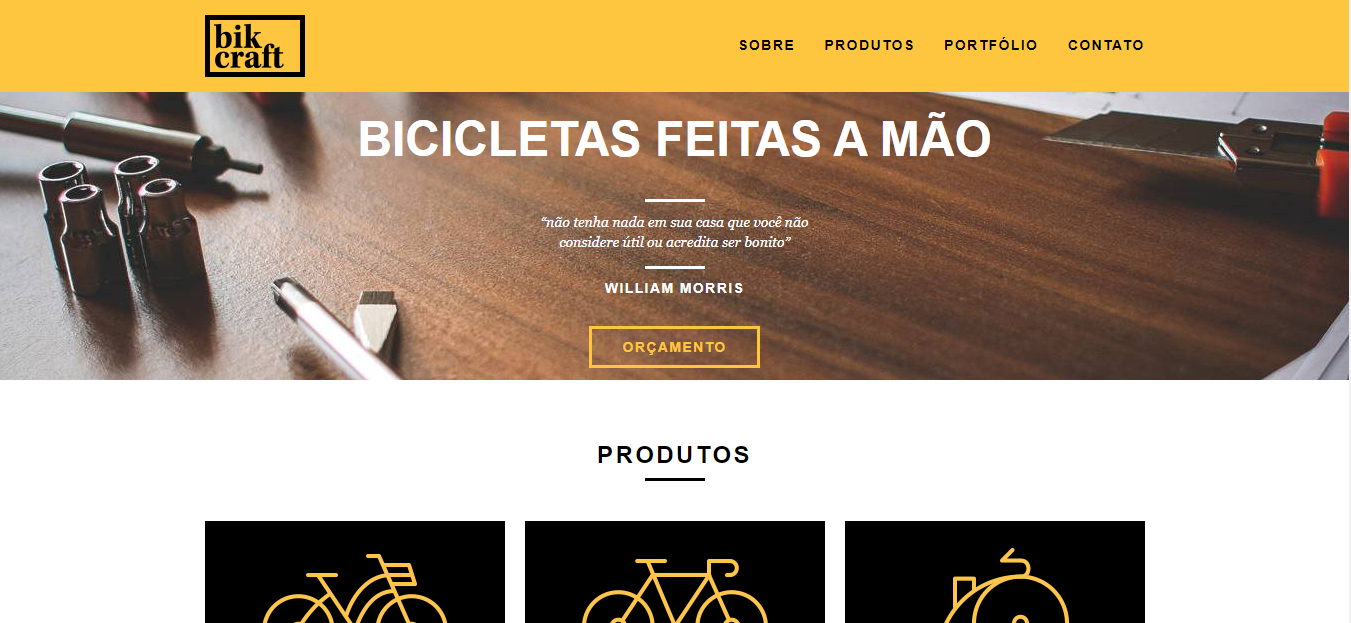 bik
craft
SOBRE PRODUTOS PORTFÓLIO CONTATO
BICICLETAS FEITAS A MÃO
“não tenha nada em sua casa que você não
considere útil ou acredita ser bonito”
WILLIAM MORRIS
ORÇAMENTO
PRODUTOS